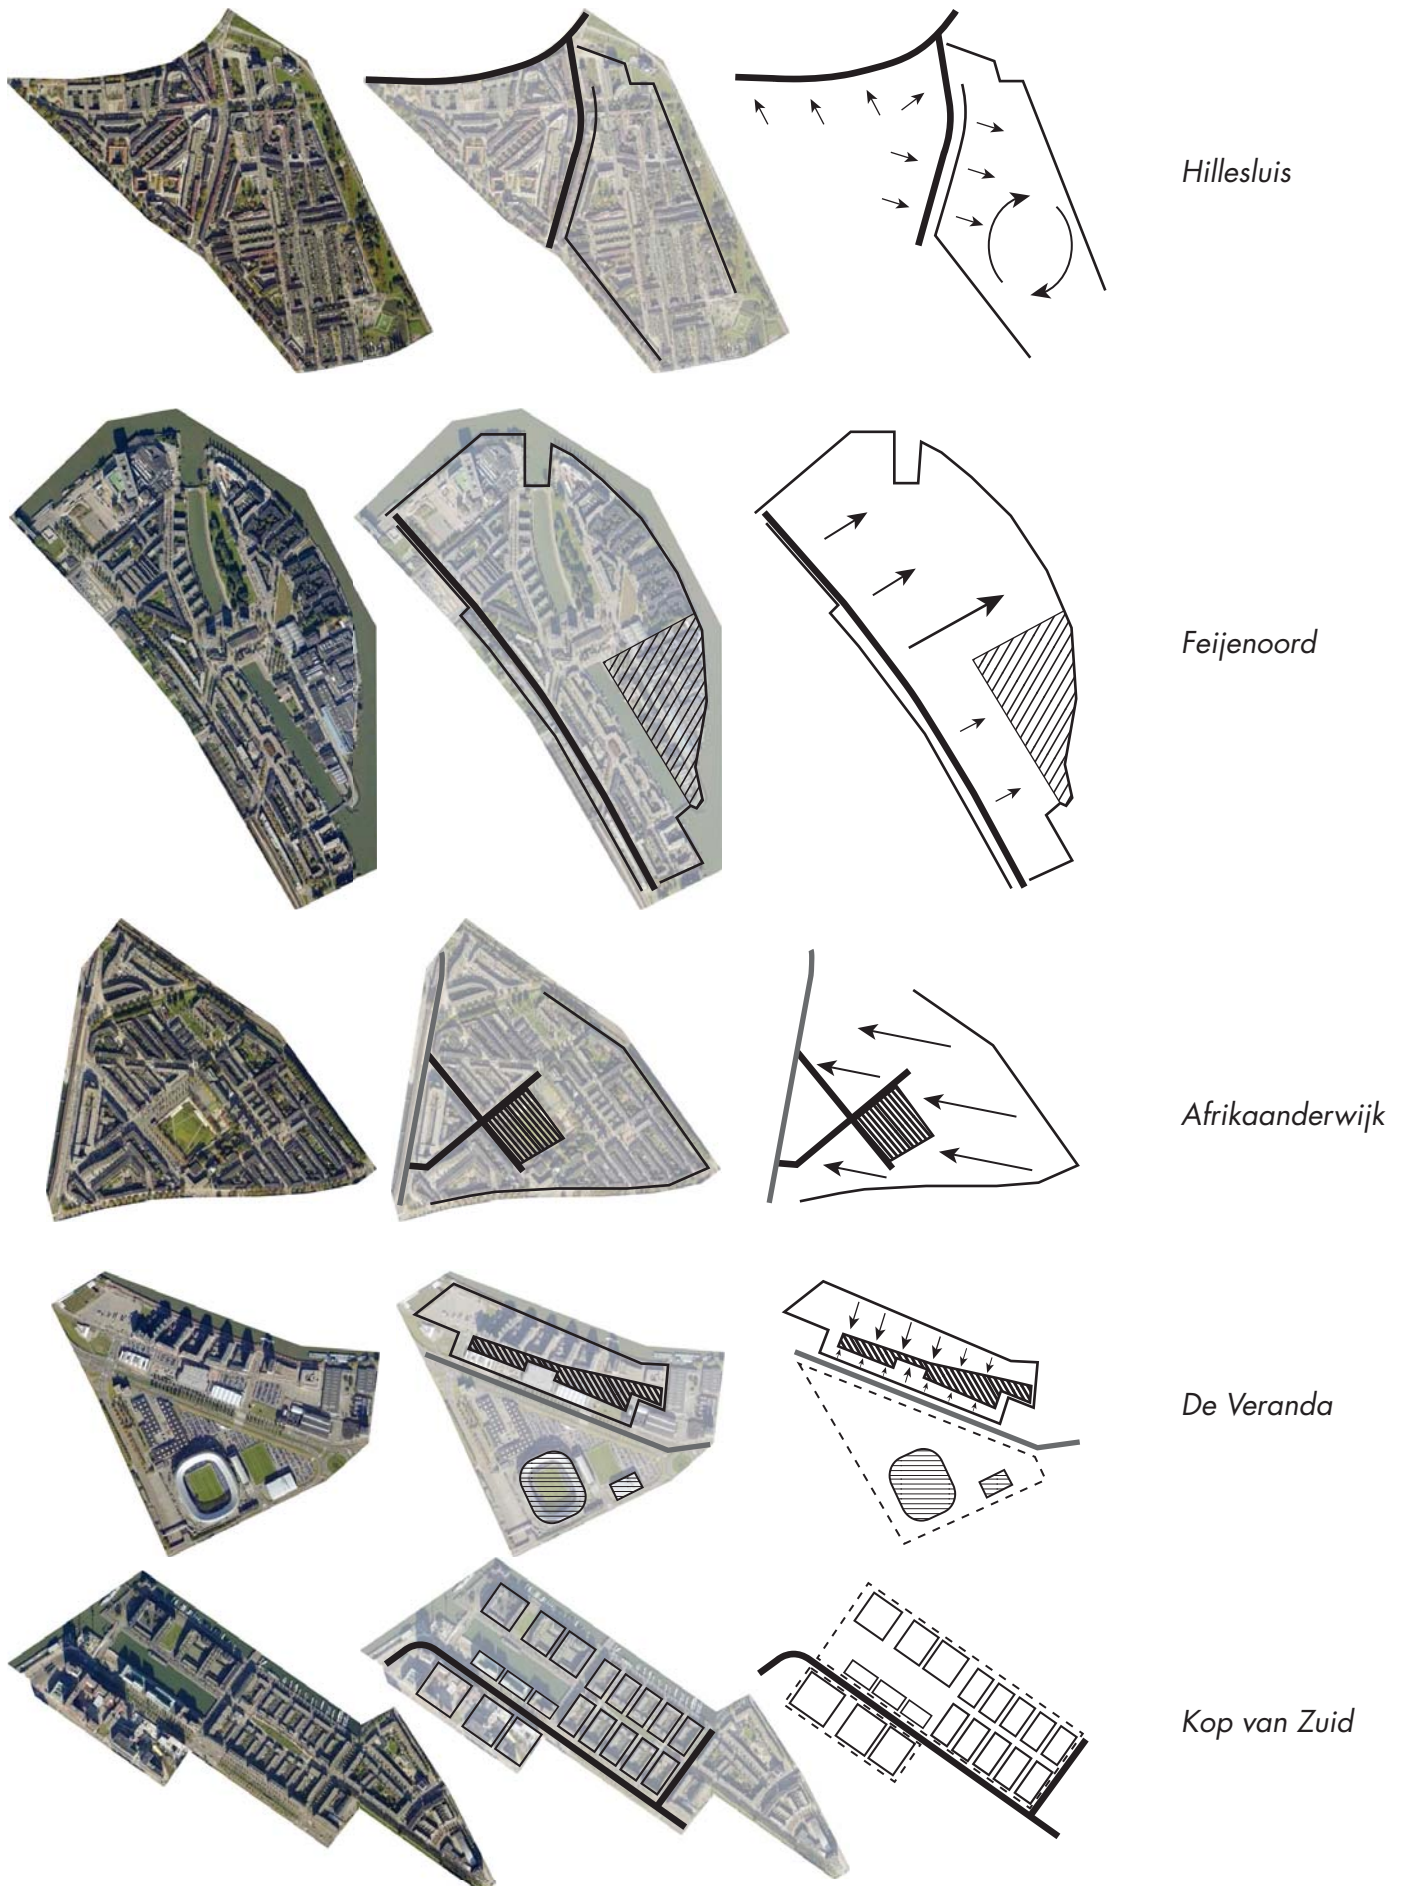 Hillesluis
Feijenoord
Afrikaanderwijk
De Veranda
Kop van Zuid